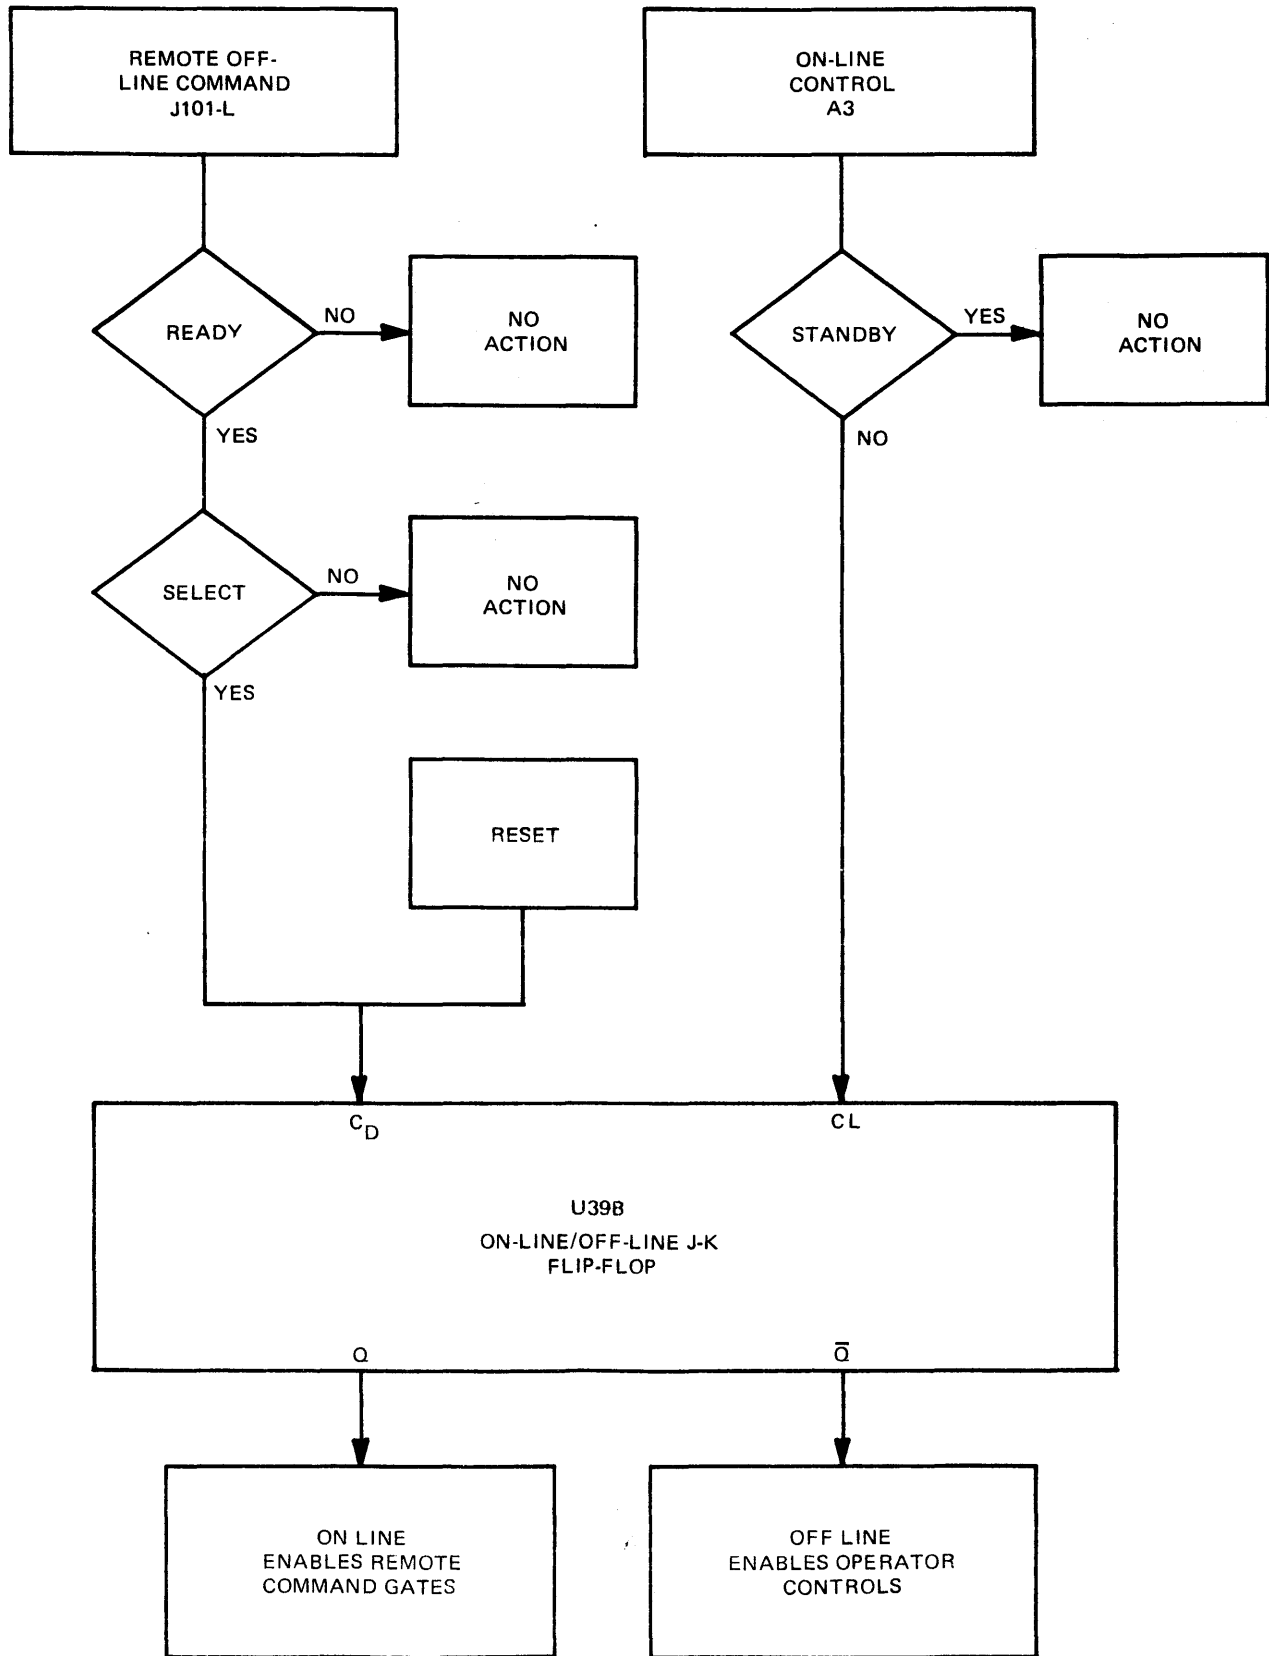 REMOTE OFF-
LINE COMMAND
J101-L
ON-LINE
CONTROL
A3
READY
NO
NO
ACTION
YES
STANDBY
YES
NO
ACTION
NO
SELECT
NO
NO
ACTION
YES
RESET
CD
CL
U39B
ON-LINE/OFF-LINE J-K
FLIP-FLOP
Q
Q̅
ON LINE
ENABLES REMOTE
COMMAND GATES
OFF LINE
ENABLES OPERATOR
CONTROLS